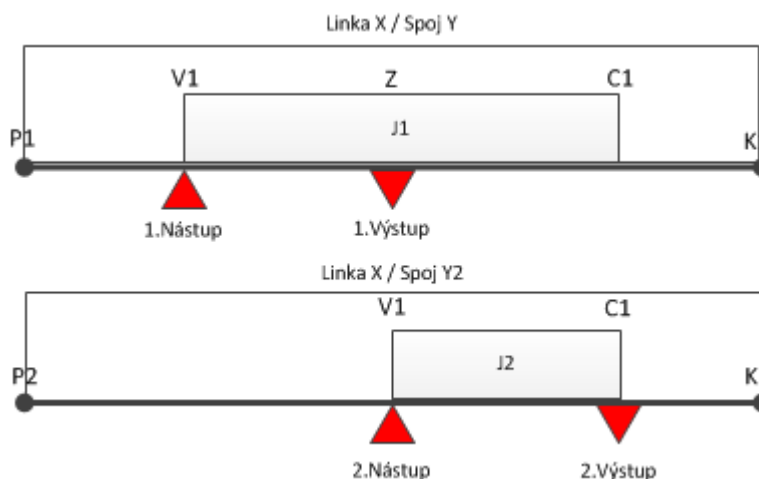 Linka X / Spoj Y
V1 Z C1
P1 J1 K
1.Nástup 1.Výstup
Linka X / Spoj Y2
V1 C1
P2 J2 K
2.Nástup 2.Výstup